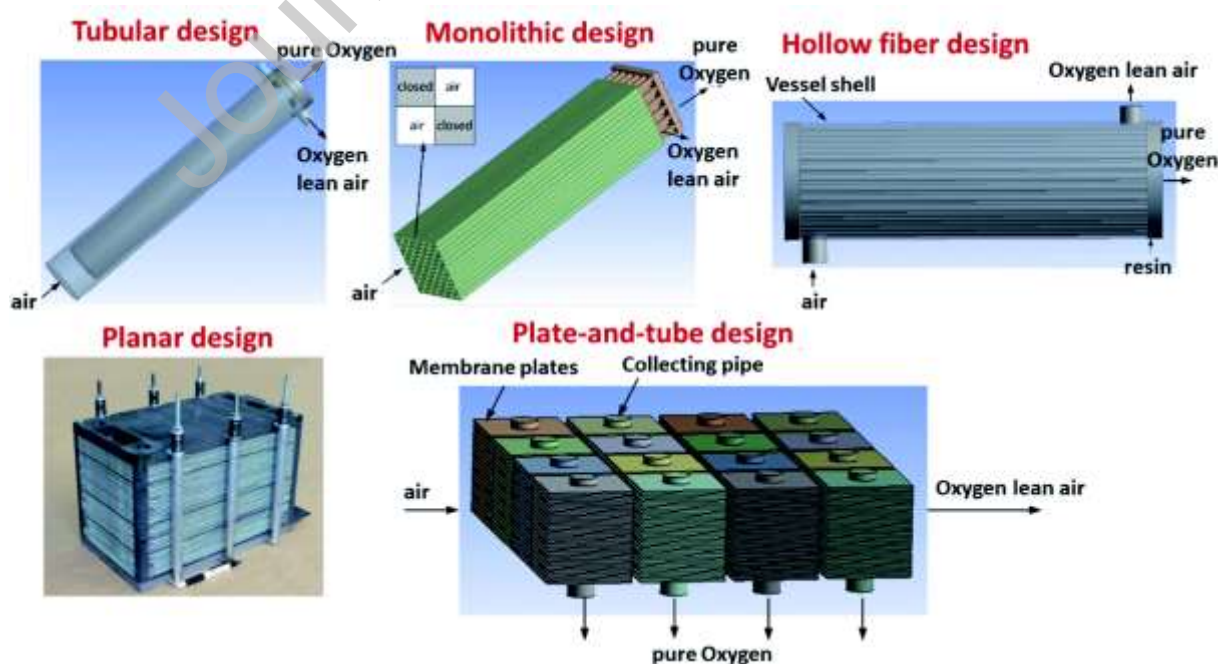 Jour
Tubular design
pure Oxygen
Oxygen
lean air
air
Monolithic design
closed air
air closed
pure
Oxygen
Oxygen
lean air
air
Hollow fiber design
Vessel shell
Oxygen lean air
pure
Oxygen
resin
air
Planar design
Plate-and-tube design
Membrane plates
Collecting pipe
air
Oxygen lean air
pure Oxygen